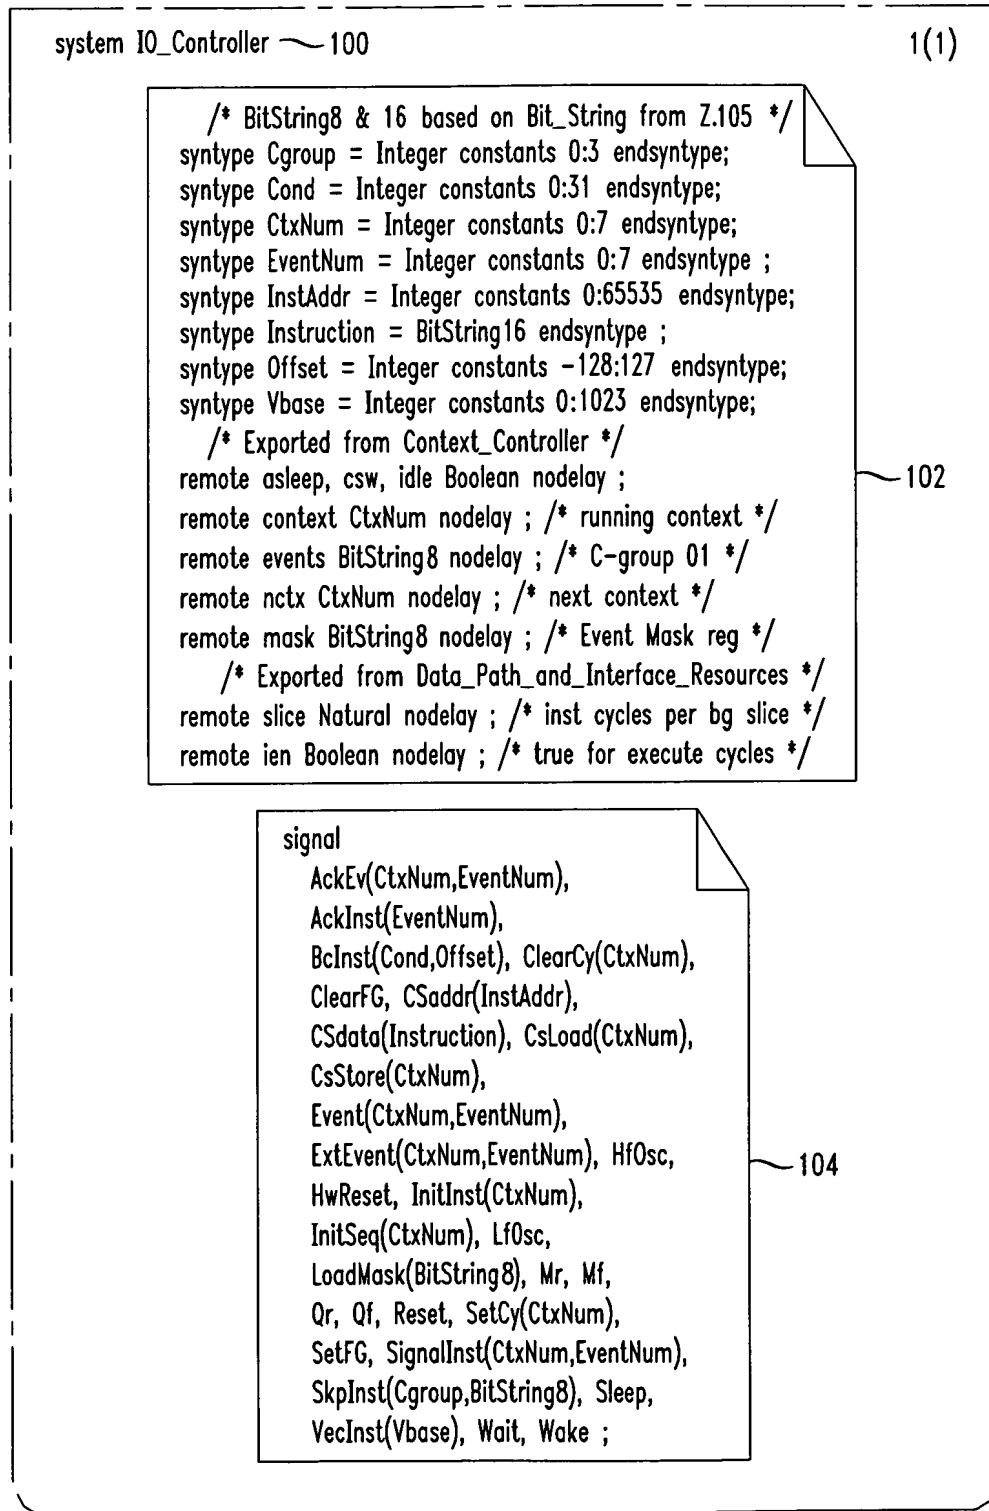 system IO_Controller 100 1(1)
/* BitString8 & 16 based on Bit_String from Z.105 */
syntype Cgroup = Integer constants 0:3 endsyntype;
syntype Cond = Integer constants 0:31 endsyntype;
syntype CtxNum = Integer constants 0:7 endsyntype;
syntype EventNum = Integer constants 0:7 endsyntype ;
syntype InstAddr = Integer constants 0:65535 endsyntype;
syntype Instruction = BitString16 endsyntype ;
syntype Offset = Integer constants -128:127 endsyntype;
syntype Vbase = Integer constants 0:1023 endsyntype;
/* Exported from Context_Controller */
remote asleep, csw, idle Boolean nodelay ;
102
remote context CtxNum nodelay ; /* running context */
remote events BitString8 nodelay ; /* C-group 01 */
remote nctx CtxNum nodelay ; /* next context */
remote mask BitString8 nodelay ; /* Event Mask reg */
/* Exported from Data_Path_and_Interface_Resources */
remote slice Natural nodelay ; /* inst cycles per bg slice */
remote ien Boolean nodelay ; /* true for execute cycles */
signal
AckEv(CtxNum,EventNum),
AckInst(EventNum),
BcInst(Cond,Offset), ClearCy(CtxNum),
ClearFG, CSaddr(InstAddr),
CSdata(Instruction), CsLoad(CtxNum),
CsStore(CtxNum),
Event(CtxNum,EventNum),
ExtEvent(CtxNum,EventNum), HfOsc,
104
HwReset, InitInst(CtxNum),
InitSeq(CtxNum), LfOsc,
LoadMask(BitString8), Mr, Mf,
Qr, Qf, Reset, SetCy(CtxNum),
SetFG, SignalInst(CtxNum,EventNum),
SkpInst(Cgroup,BitString8), Sleep,
VecInst(Vbase), Wait, Wake ;